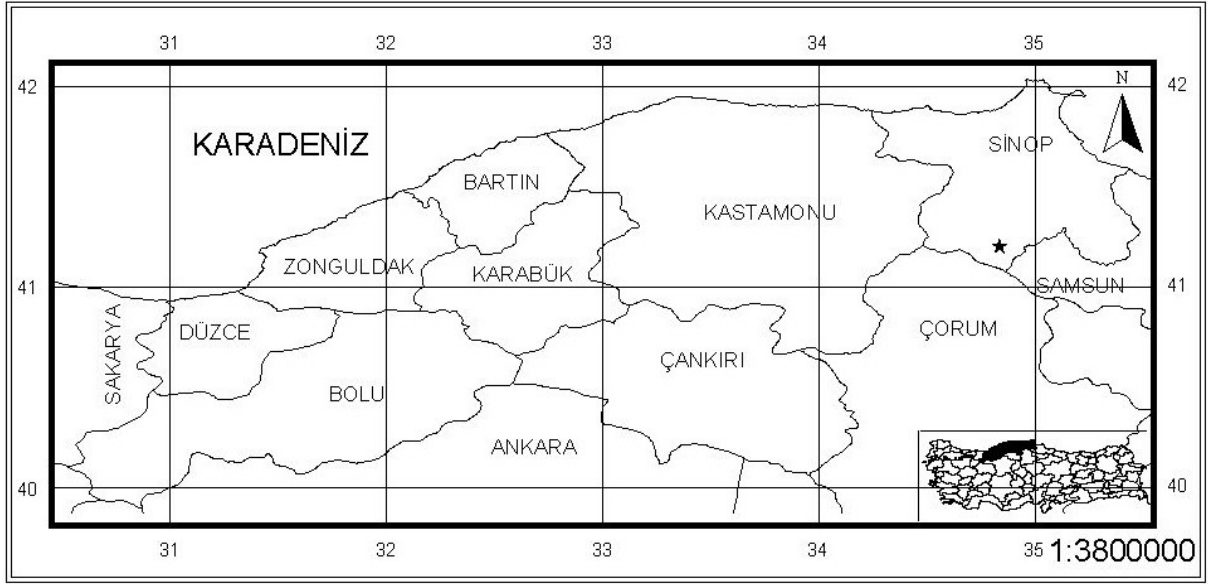 31 32 33 34 35
42 42
N
KARADENİZ
SİNOP
BARTIN
KASTAMONU
ZONGULDAK
KARABÜK
41 SAMSUN 41
SAKARYA
DÜZCE
ÇORUM
ÇANKIRI
BOLU
ANKARA
40 40
31 32 33 34 35 1:3800000